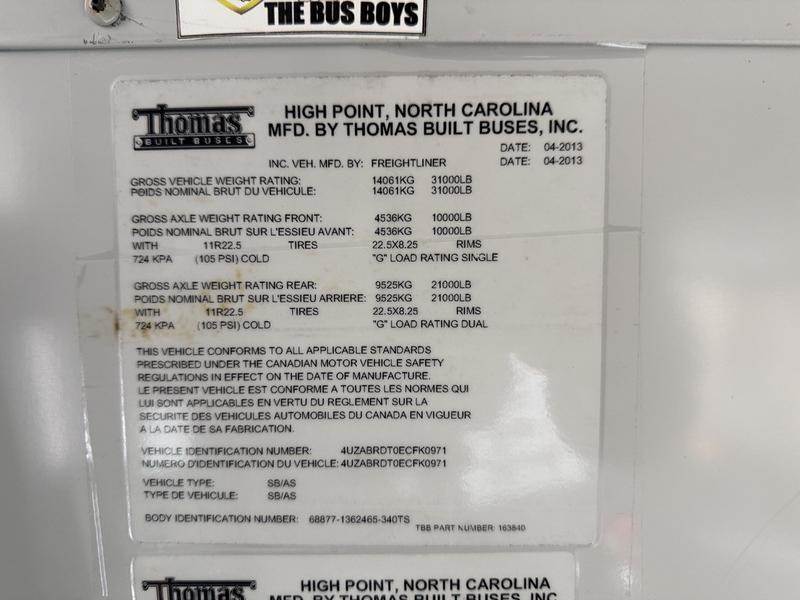 THE BUS BOYS
Thomas
BUILT BUSES
HIGH POINT, NORTH CAROLINA
MFD. BY THOMAS BUILT BUSES, INC.
DATE: 04-2013
INC. VEH. MFD. BY: FREIGHTLINER DATE: 04-2013
GROSS VEHICLE WEIGHT RATING: 14061KG 31000LB
POIDS NOMINAL BRUT DU VEHICULE: 14061KG 31000LB
GROSS AXLE WEIGHT RATING FRONT: 4536KG 10000LB
POIDS NOMINAL BRUT SUR L'ESSIEU AVANT: 4536KG 10000LB
WITH 11R22.5 TIRES 22.5X8.25 RIMS
724 KPA (105 PSI) COLD "G" LOAD RATING SINGLE
GROSS AXLE WEIGHT RATING REAR: 9525KG 21000LB
POIDS NOMINAL BRUT SUR L'ESSIEU ARRIERE: 9525KG 21000LB
WITH 11R22.5 TIRES 22.5X8.25 RIMS
724 KPA (105 PSI) COLD "G" LOAD RATING DUAL
THIS VEHICLE CONFORMS TO ALL APPLICABLE STANDARDS
PRESCRIBED UNDER THE CANADIAN MOTOR VEHICLE SAFETY
REGULATIONS IN EFFECT ON THE DATE OF MANUFACTURE.
LE PRESENT VEHICLE EST CONFORME A TOUTES LES NORMES QUI
LUI SONT APPLICABLES EN VERTU DU REGLEMENT SUR LA
SECURITE DES VEHICULES AUTOMOBILES DU CANADA EN VIGUEUR
A LA DATE DE SA FABRICATION.
VEHICLE IDENTIFICATION NUMBER: 4UZABRDT0ECFK0971
NUMERO D'IDENTIFICATION DU VEHICULE: 4UZABRDT0ECFK0971
VEHICLE TYPE: SB/AS
TYPE DE VEHICULE: SB/AS
BODY IDENTIFICATION NUMBER: 68877-1362465-340TS
TBB PART NUMBER: 163840
Thomas
HIGH POINT, NORTH CAROLINA
MFD. BY THOMAS BUILT BUSES, INC.